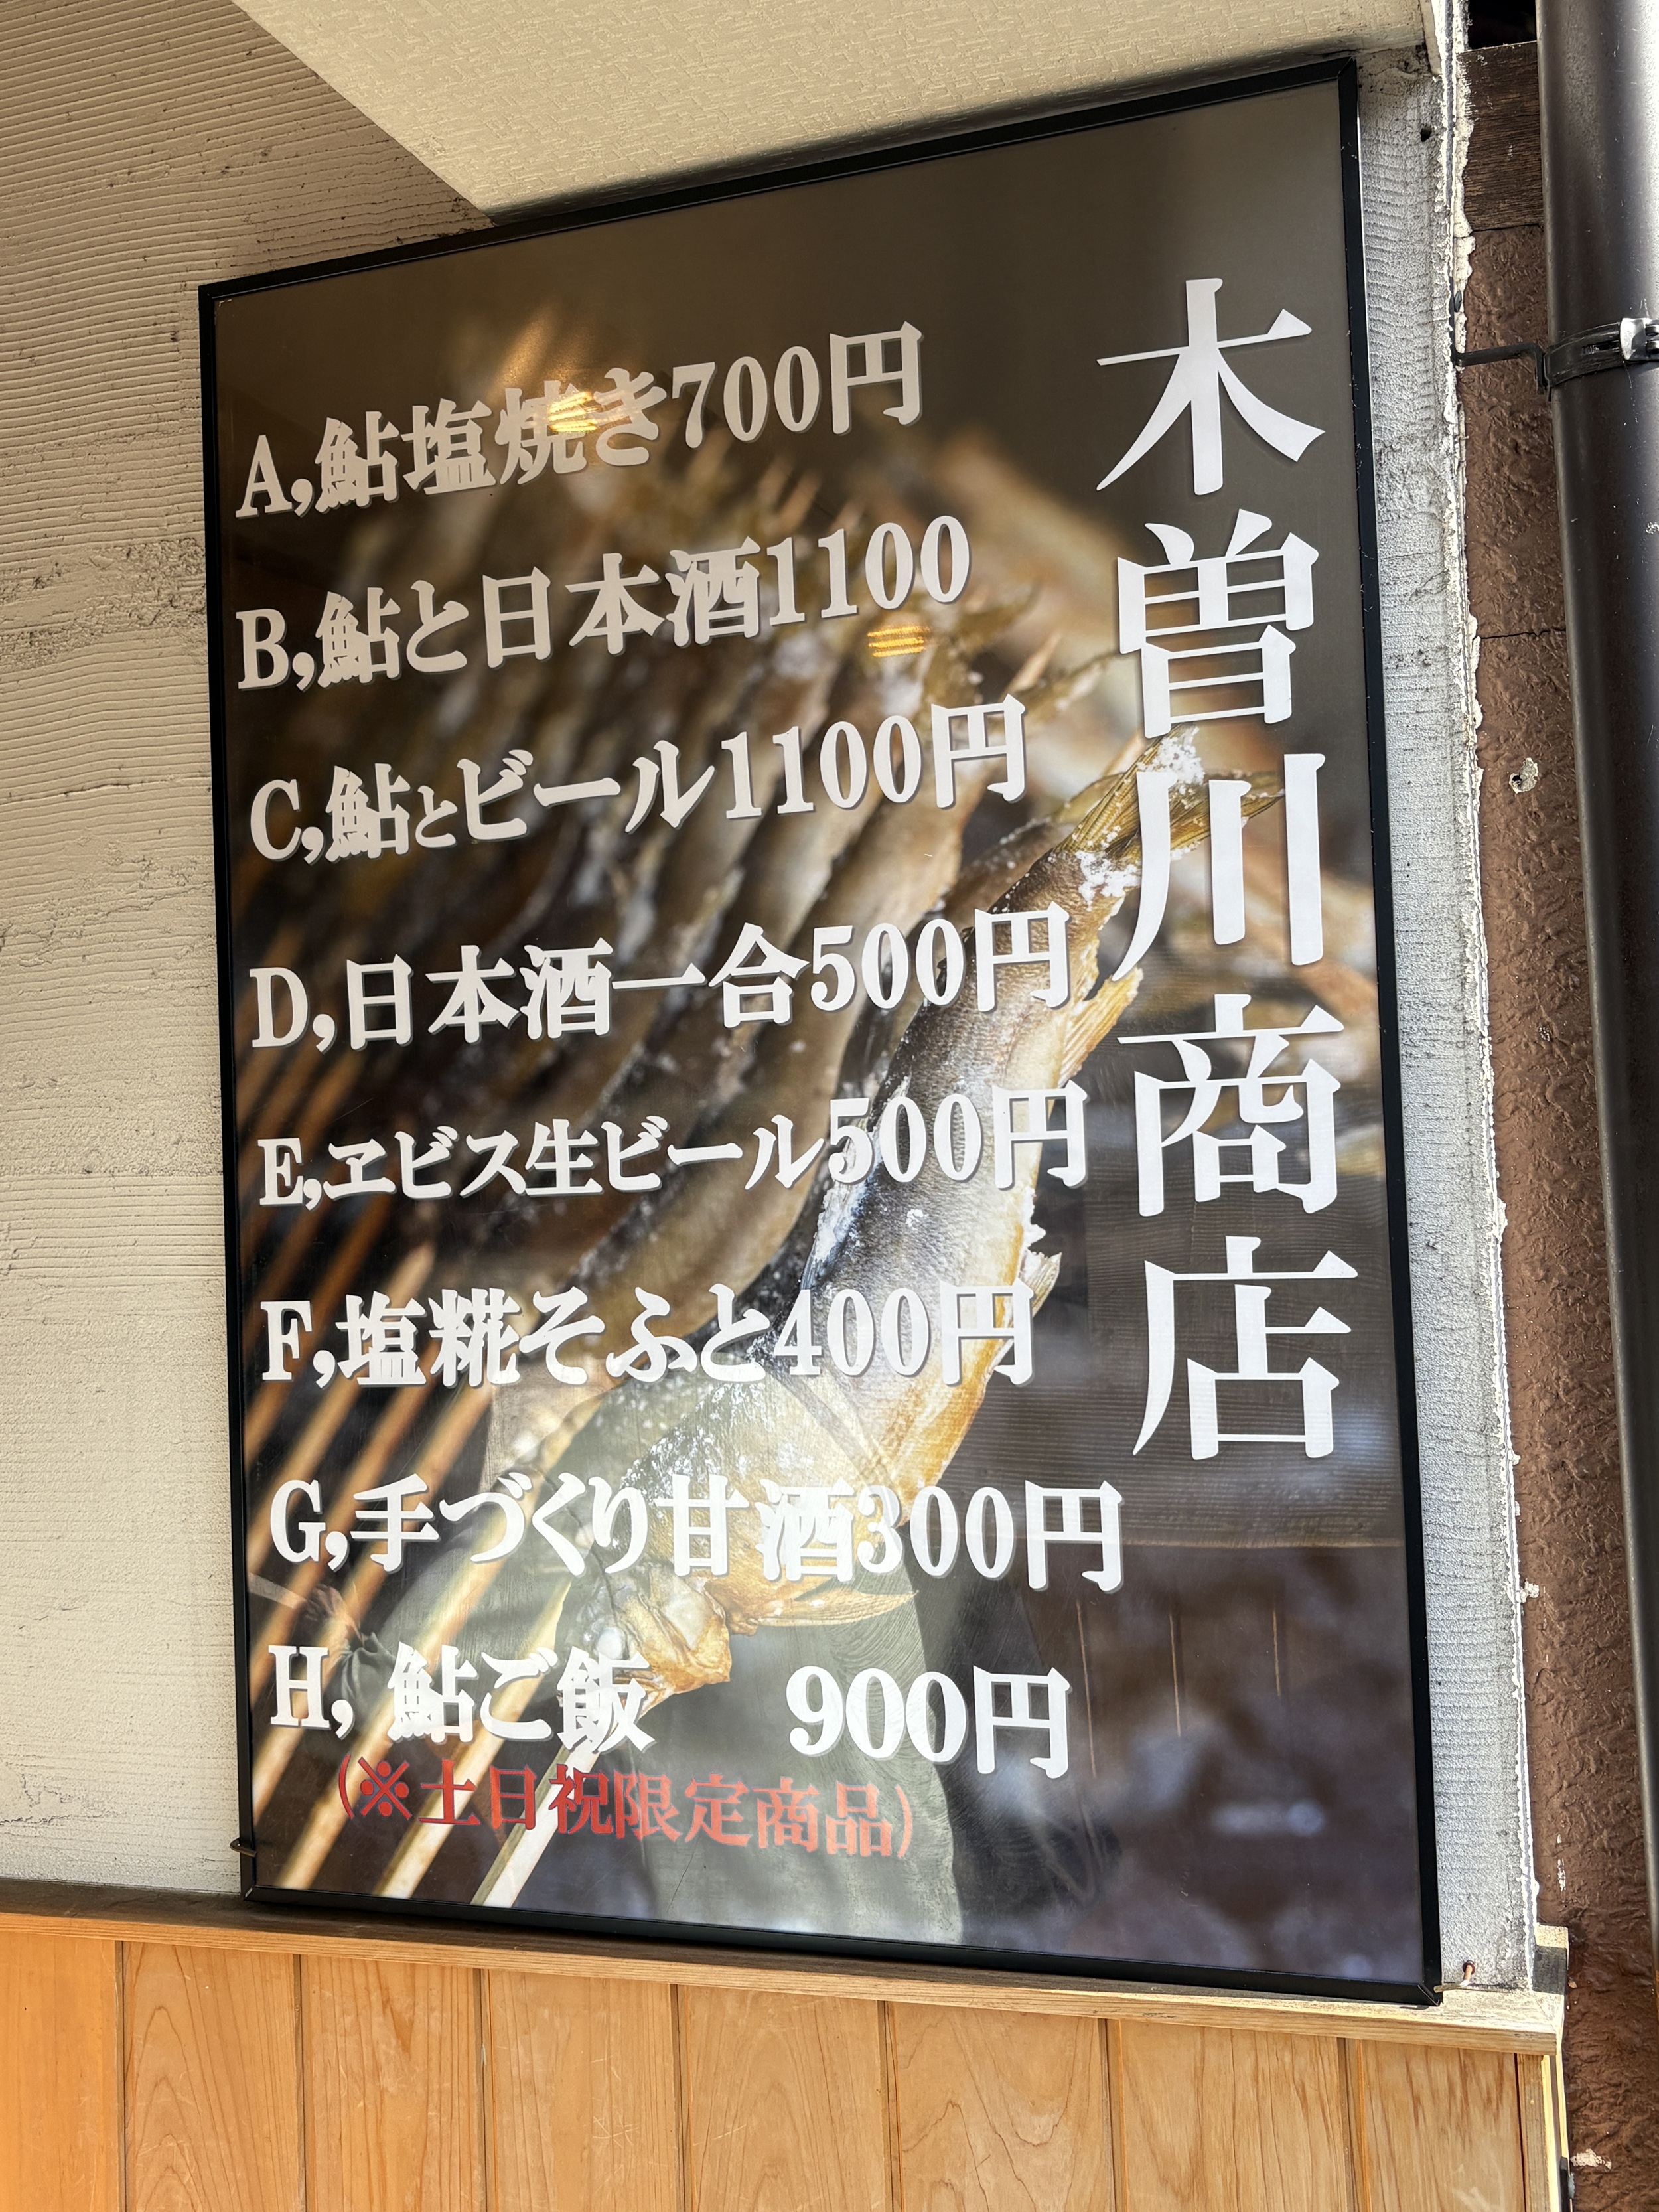 木曽川商店
A,鮎塩焼き700円
B,鮎と日本酒1100
C,鮎とビール1100円
D,日本酒一合500円
E,ヱビス生ビール500円
F,塩糀そふと400円
G,手づくり甘酒300円
H, 鮎ご飯 900円
(※土日祝限定商品)